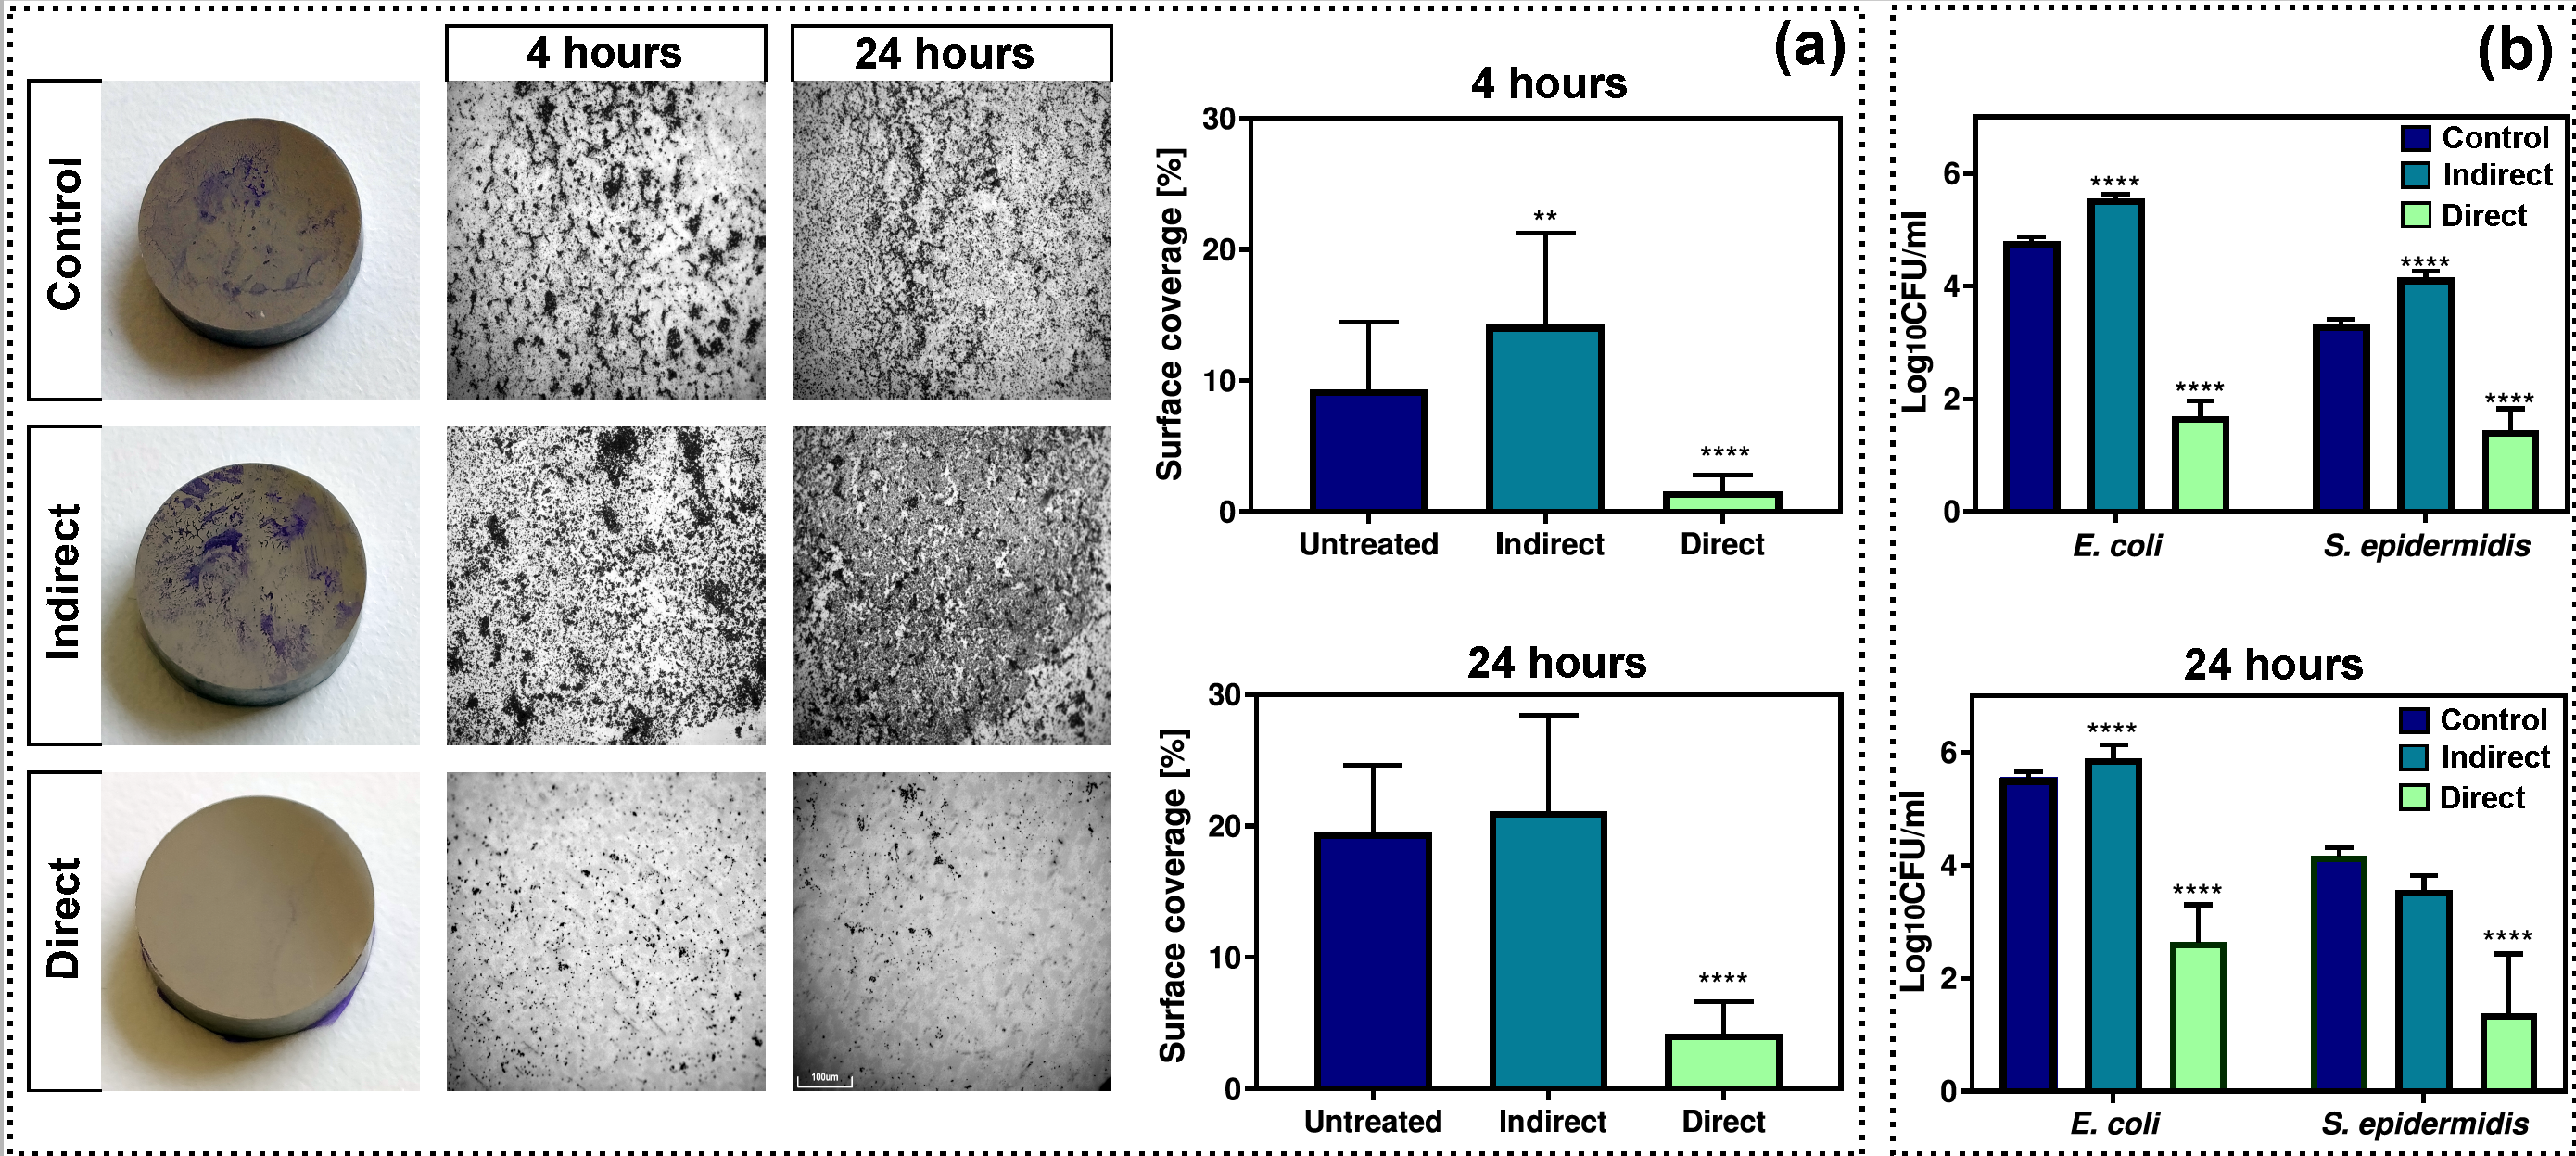 (a)
4 hours
24 hours
Control
Indirect
Direct
100um
4 hours
Surface coverage [%]
30
20
10
0
**
****
Untreated
Indirect
Direct
24 hours
Surface coverage [%]
30
20
10
0
****
Untreated
Indirect
Direct
(b)
Log10CFU/ml
6
4
2
0
Control
Indirect
Direct
****
****
****
****
E. coli
S. epidermidis
24 hours
Log10CFU/ml
6
4
2
0
Control
Indirect
Direct
****
****
****
E. coli
S. epidermidis